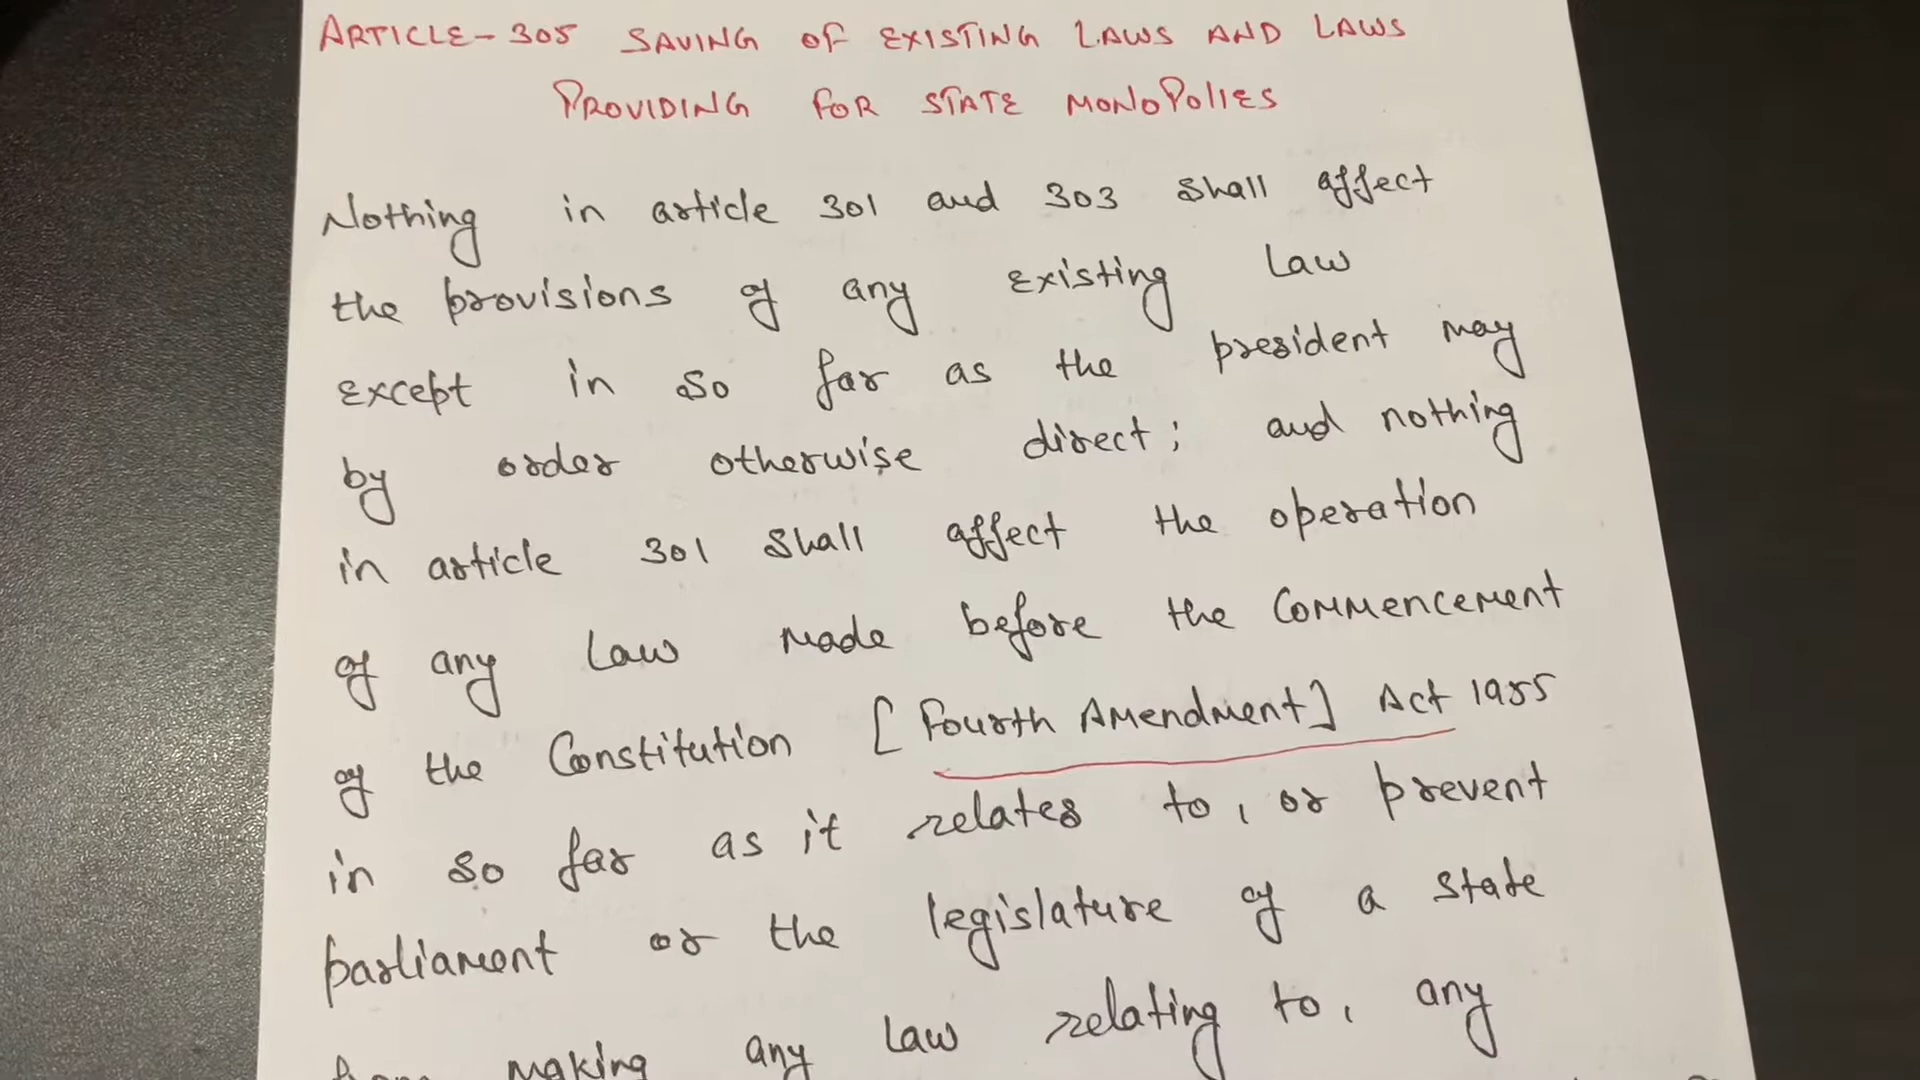 ARTICLE-305 SAVING OF EXISTING LAWS AND LAWS
PROVIDING FOR STATE MONOPOLIES
Nothing in article 301 and 303 shall affect
the provisions of any existing law
except in so far as the president may
by order otherwise direct; and nothing
in article 301 shall affect the operation
of any law made before the commencement
of the Constitution [Fourth Amendment] Act 1955
in so far as it relates to, or prevent
parliament or the legislature of a state
from making any law relating to, any